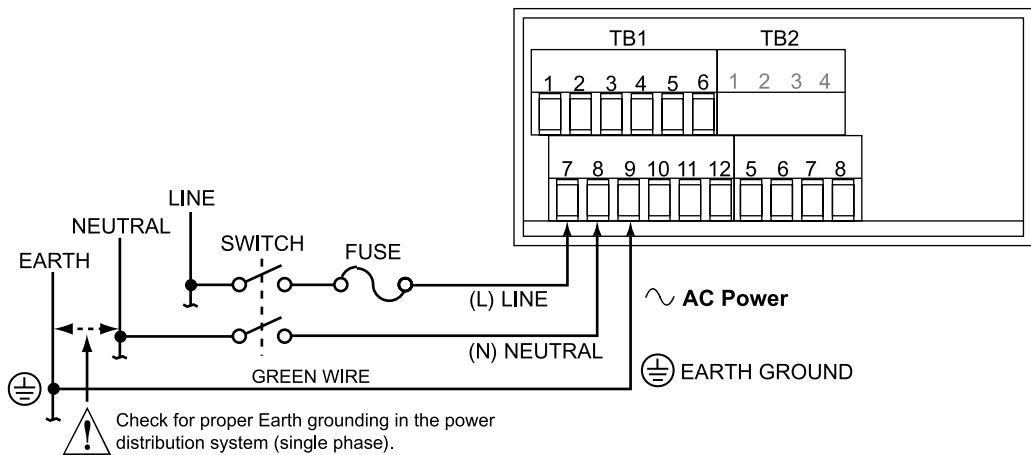 TB1 TB2
1 2 3 4 5 6 1 2 3 4
7 8 9 10 11 12 5 6 7 8
LINE
NEUTRAL
SWITCH FUSE
EARTH
(L) LINE
AC Power
(N) NEUTRAL
GREEN WIRE
EARTH GROUND
! Check for proper Earth grounding in the power
distribution system (single phase).